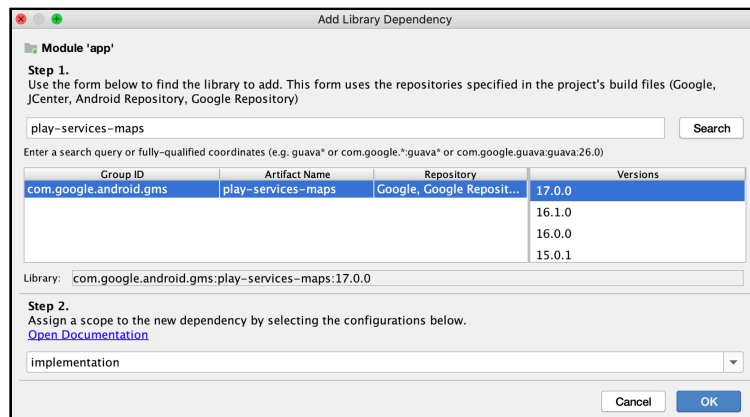 Add Library Dependency
Module 'app'
Step 1.
Use the form below to find the library to add. This form uses the repositories specified in the project's build files (Google,
JCenter, Android Repository, Google Repository)
play-services-maps
Search
Enter a search query or fully-qualified coordinates (e.g. guava* or com.google.*:guava* or com.google.guava:guava:26.0)
Group ID Artifact Name Repository Versions
com.google.android.gms play-services-maps Google, Google Reposit... 17.0.0
16.1.0
16.0.0
15.0.1
Library: com.google.android.gms:play-services-maps:17.0.0
Step 2.
Assign a scope to the new dependency by selecting the configurations below.
Open Documentation
implementation
Cancel OK